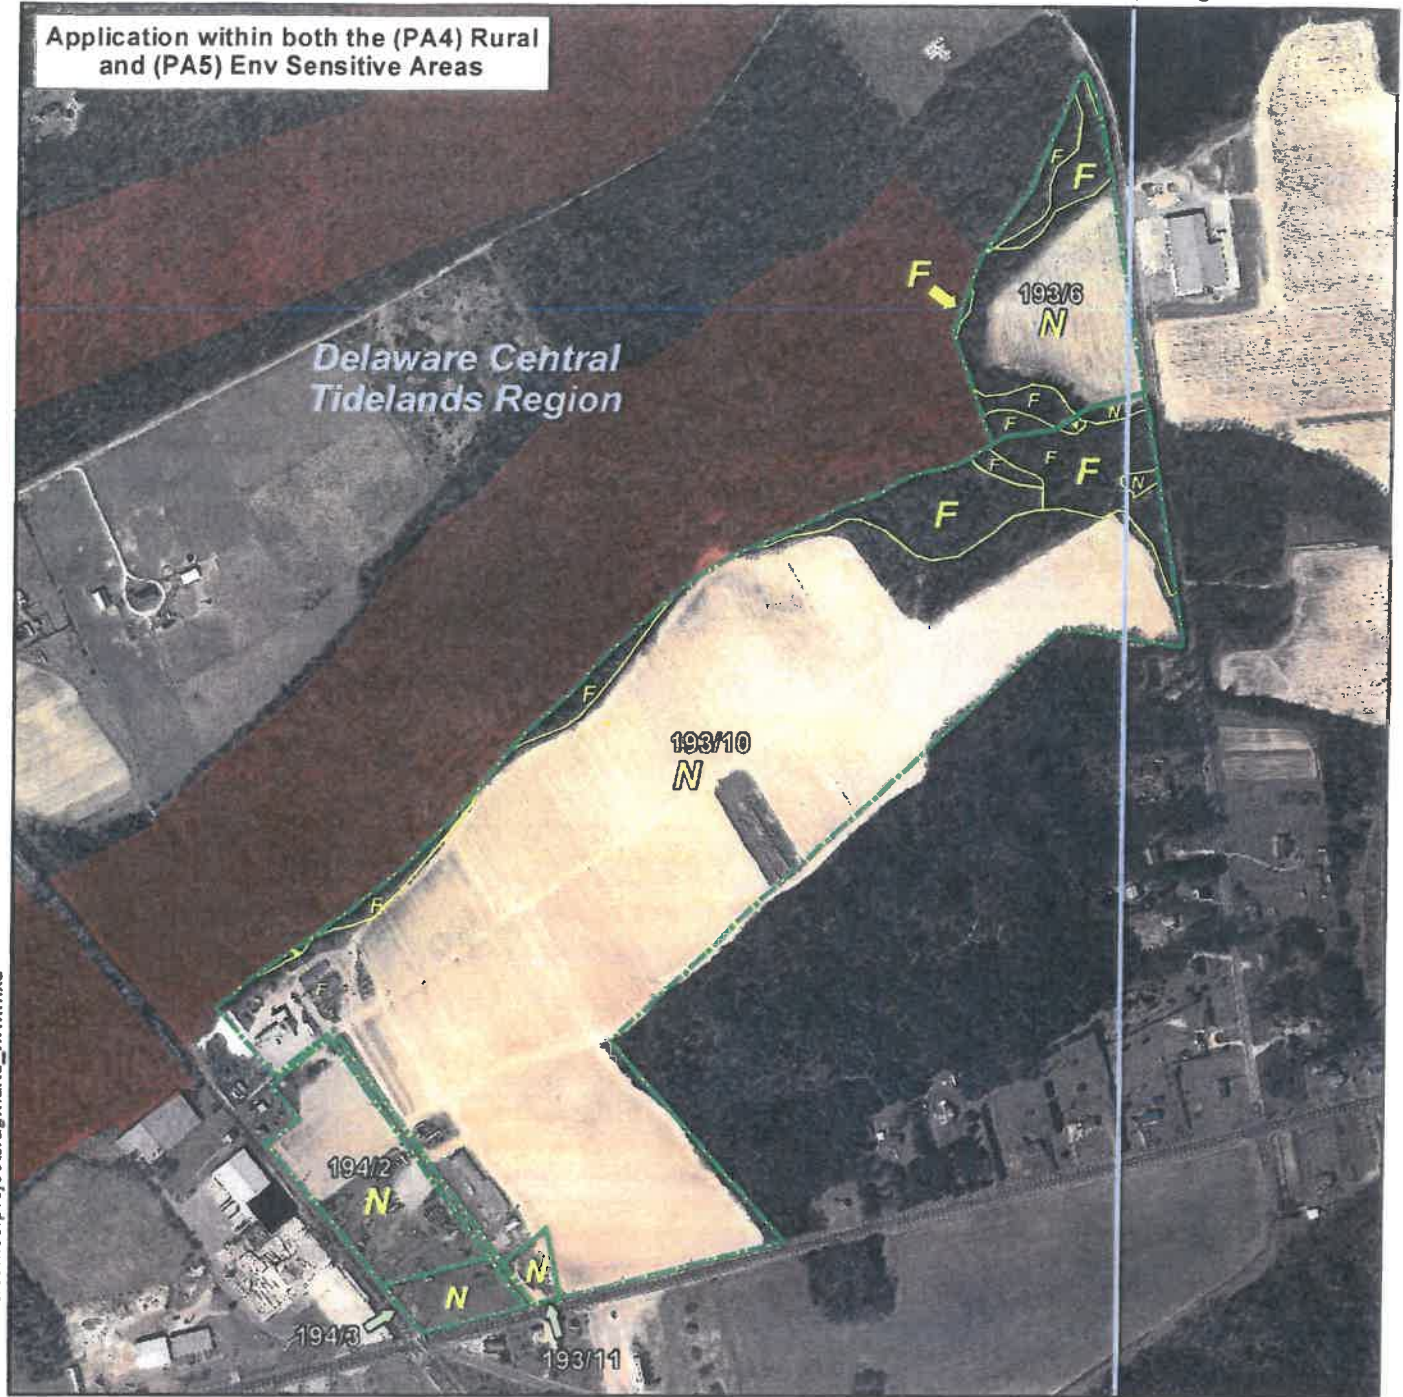 Application within both the (PA4) Rural
and (PA5) Env Sensitive Areas
F
F
F
193/6
N
Delaware Central
Tidelands Region
F
N
F
F
F
F
N
F
193/10
N
F
F
F
194/2
N
N
N
194/3
193/11